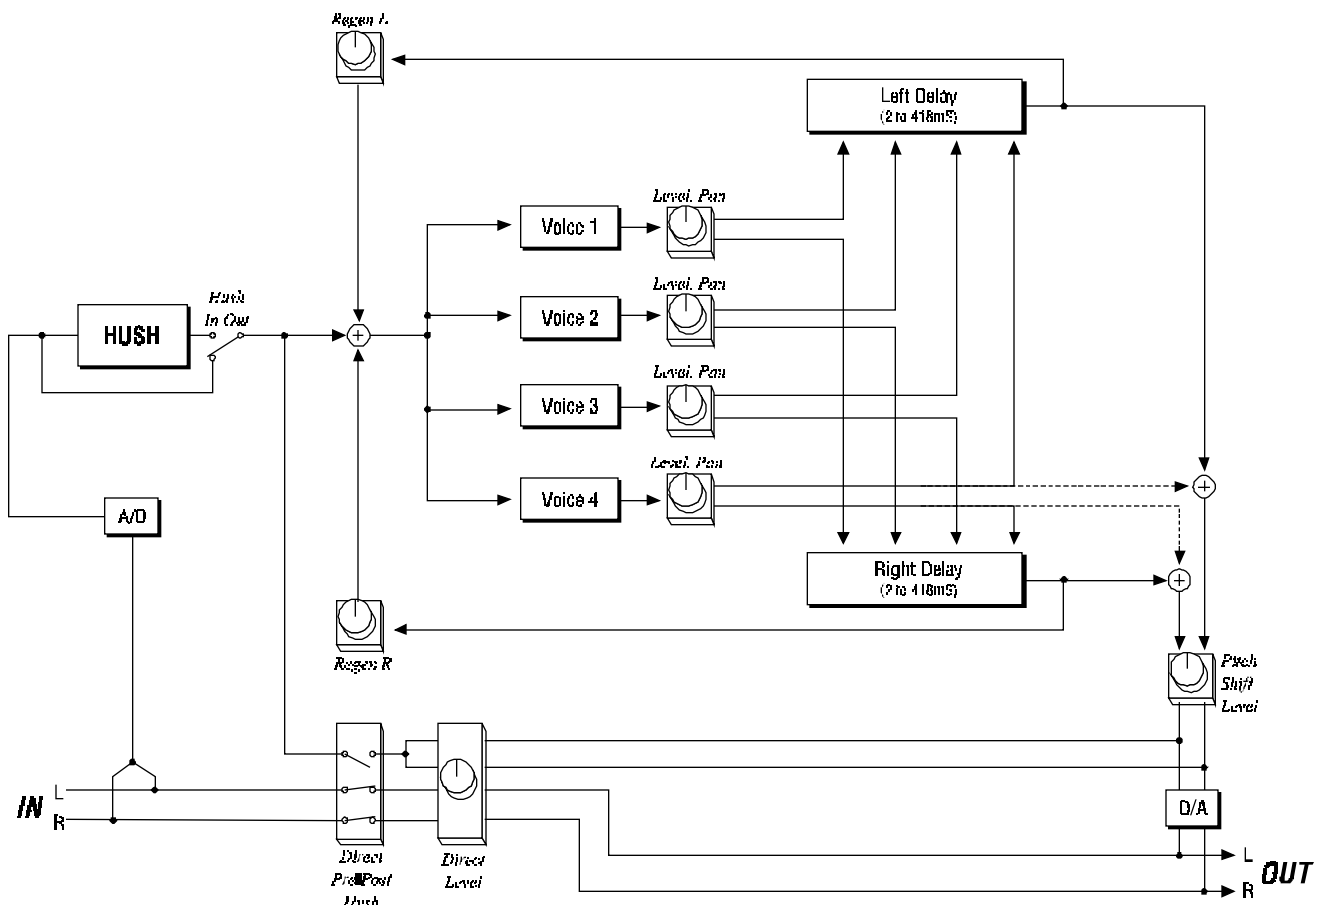 Regen L
Left Delay
(2 to 418mS)
Level, Pan
Voice 1
Level, Pan
Voice 2
Hush
In Out
HUSH
Level, Pan
Voice 3
Level, Pan
Voice 4
A/D
Right Delay
(2 to 418mS)
Regen R
Pitch
Shift
Level
IN
L
R
D/A
Direct
Pre/Post
Hush
Direct
Level
L
R
OUT